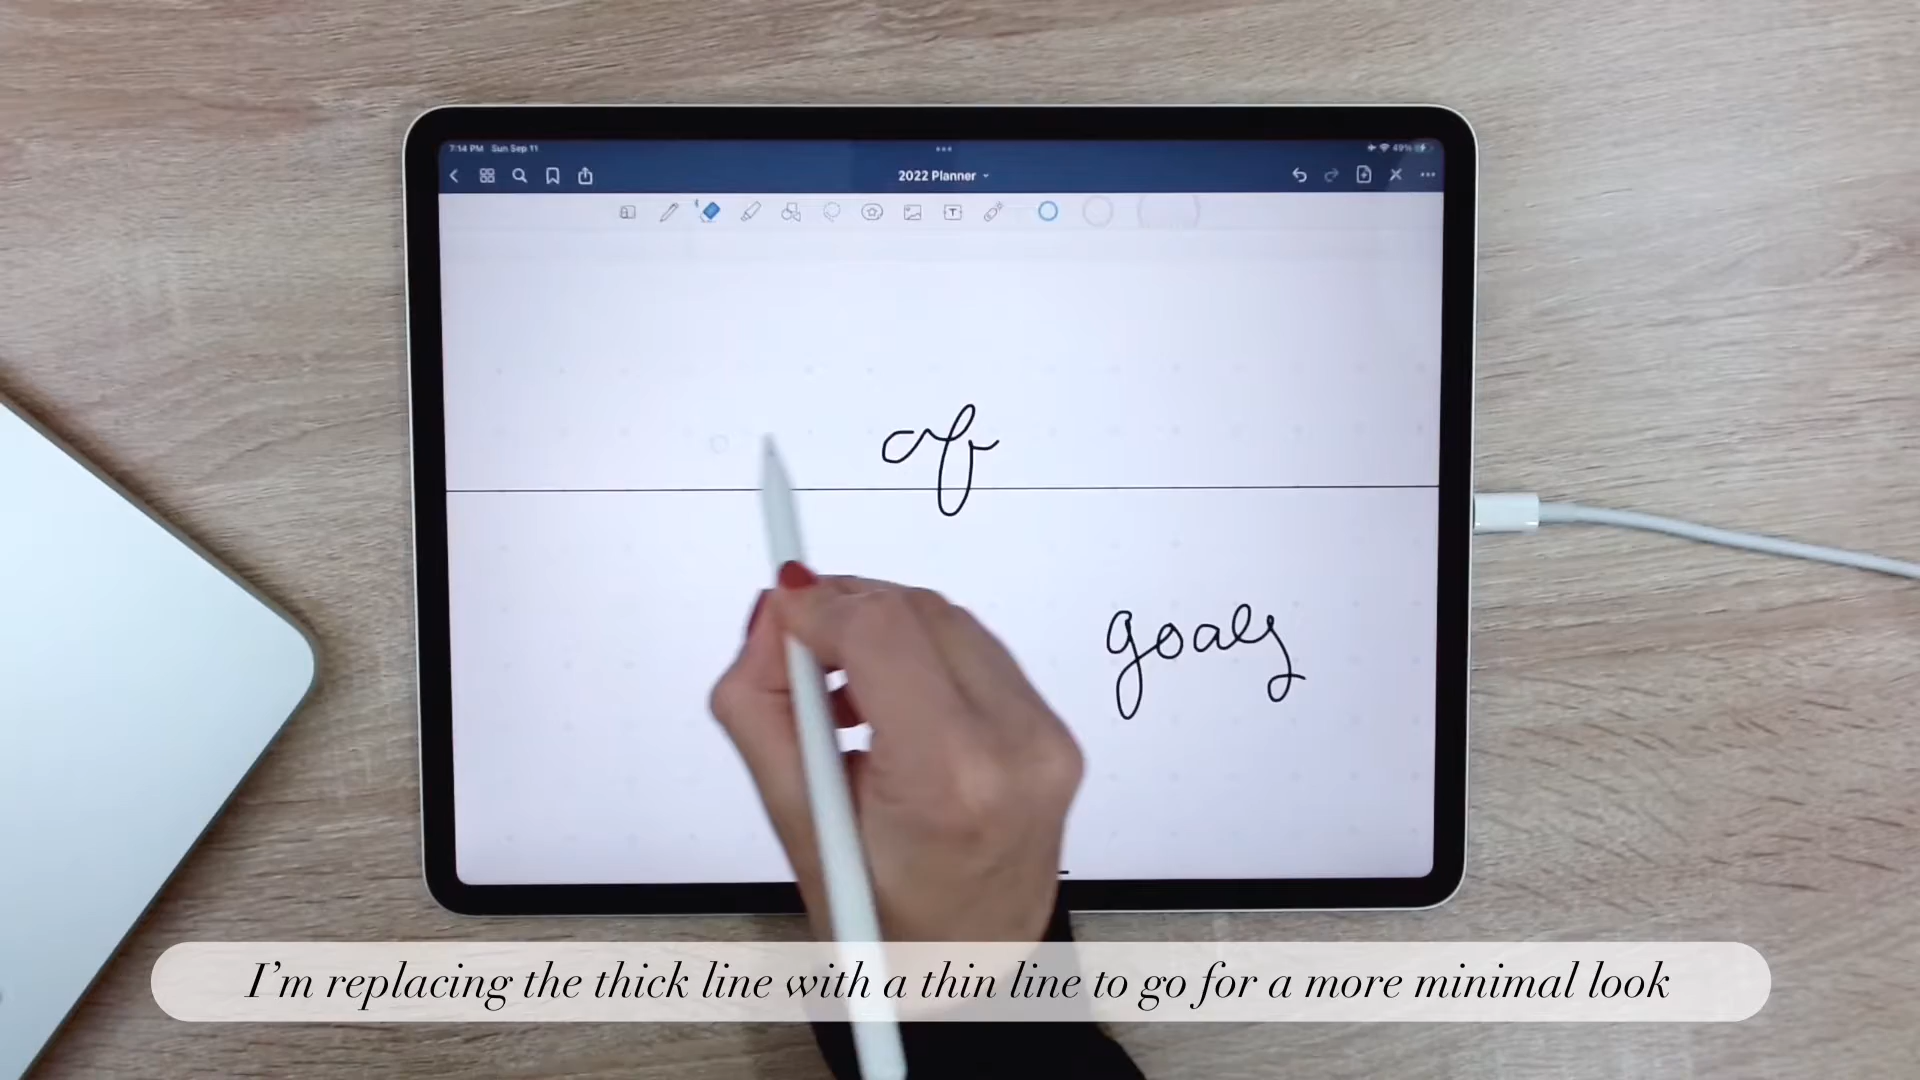 7:14 PM Sun Sep 11
49%
2022 Planner
T
of
goals
I'm replacing the thick line with a thin line to go for a more minimal look